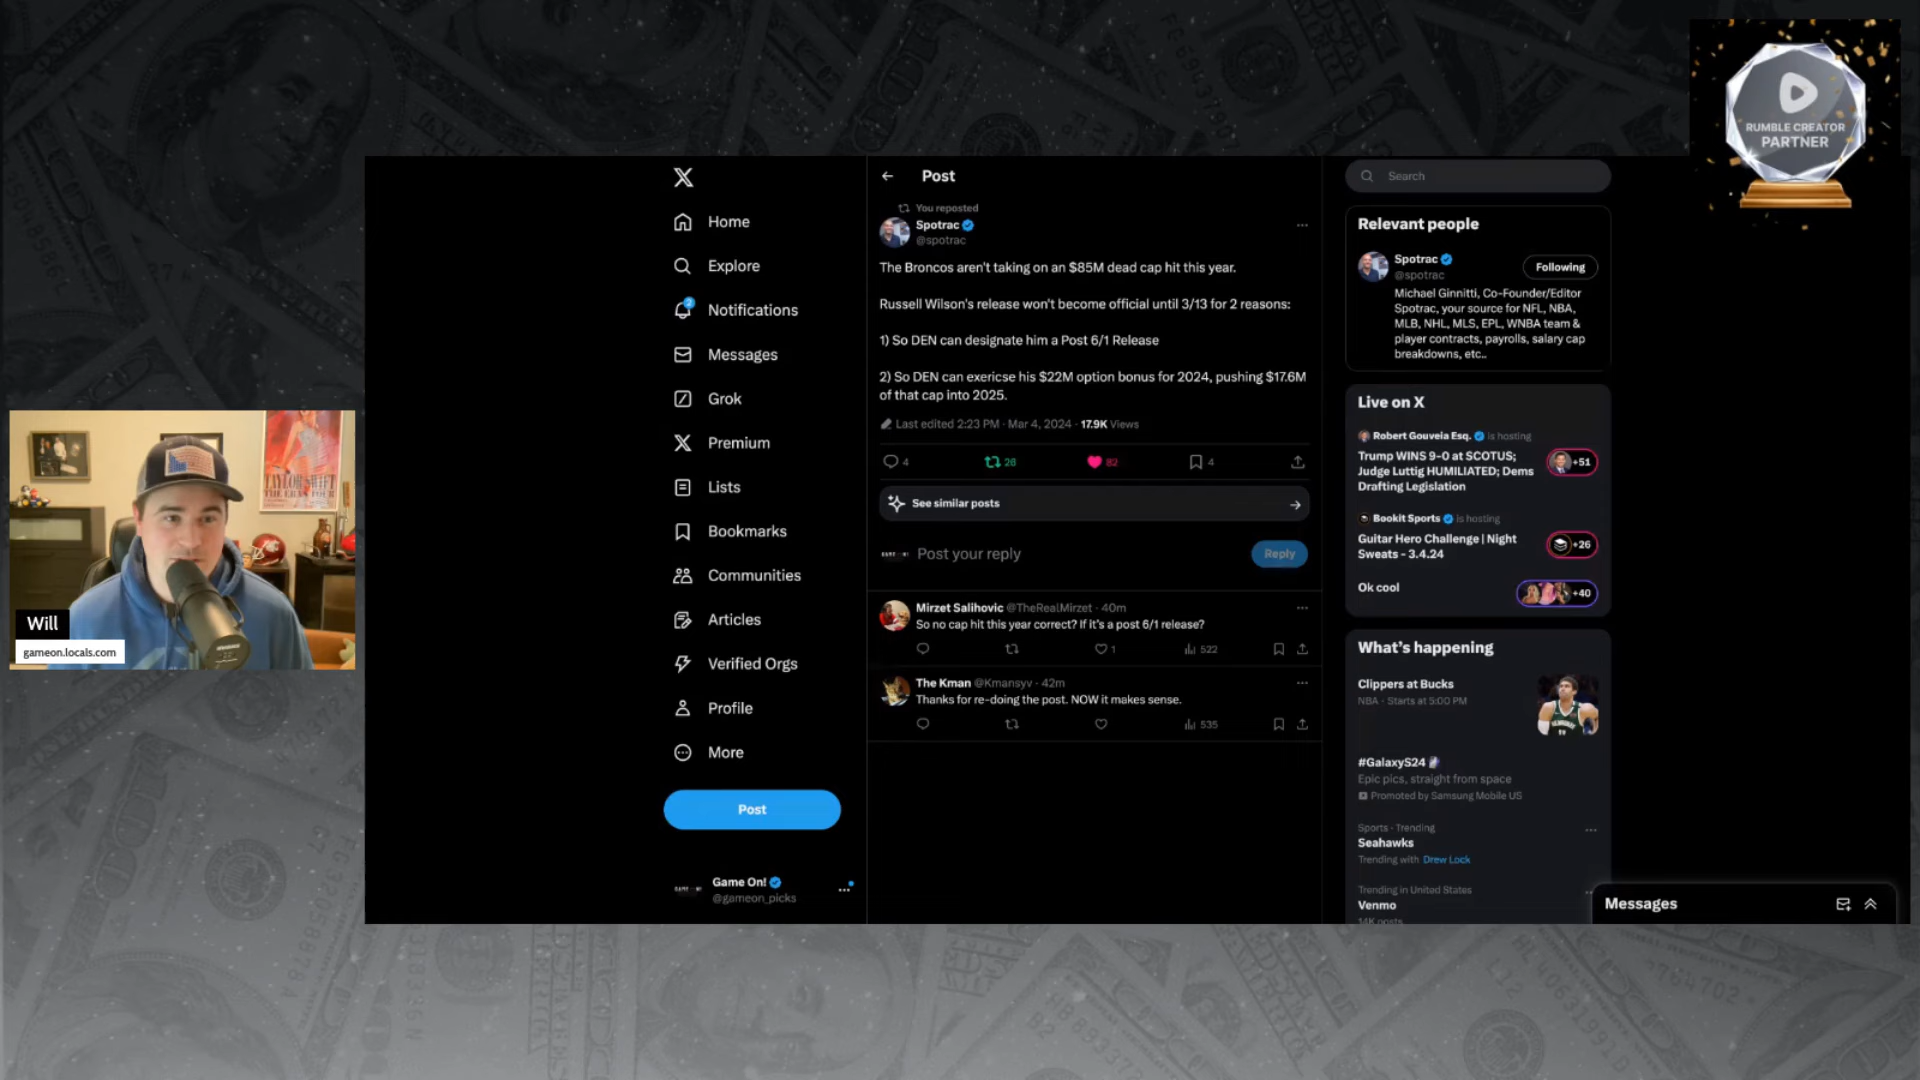 RUMBLE CREATOR
PARTNER
Will
gameon.locals.com
TAYLOR SWIFT
THE ERAS TOUR
Home
Explore
2
Notifications
Messages
Grok
Premium
Lists
Bookmarks
Communities
Articles
Verified Orgs
Profile
More
Post
Game On!
@gameon_picks
Post
You reposted
Spotrac
@spotrac
The Broncos aren't taking on an $85M dead cap hit this year.
Russell Wilson's release won't become official until 3/13 for 2 reasons:
1) So DEN can designate him a Post 6/1 Release
2) So DEN can exericse his $22M option bonus for 2024, pushing $17.6M
of that cap into 2025.
Last edited 2:23 PM · Mar 4, 2024 · 17.9K Views
4 28 82 4
See similar posts
Post your reply
Reply
Mirzet Salihovic @TheRealMirzet · 40m
So no cap hit this year correct? If it's a post 6/1 release?
1 522
The Kman @Kmansyv · 42m
Thanks for re-doing the post. NOW it makes sense.
535
Search
Relevant people
Spotrac
@spotrac
Following
Michael Ginnitti, Co-Founder/Editor
Spotrac, your source for NFL, NBA,
MLB, NHL, MLS, EPL, WNBA team &
player contracts, payrolls, salary cap
breakdowns, etc..
Live on X
Robert Gouveia Esq. is hosting
Trump WINS 9-0 at SCOTUS;
Judge Luttig HUMILIATED; Dems
Drafting Legislation
+51
Bookit Sports is hosting
Guitar Hero Challenge | Night
Sweats - 3.4.24
+26
Ok cool
+40
What's happening
Clippers at Bucks
NBA · Starts at 5:00 PM
#GalaxyS24
Epic pics, straight from space
Promoted by Samsung Mobile US
Sports · Trending
Seahawks
Trending with Drew Lock
Trending in United States
Venmo
14K posts
Messages